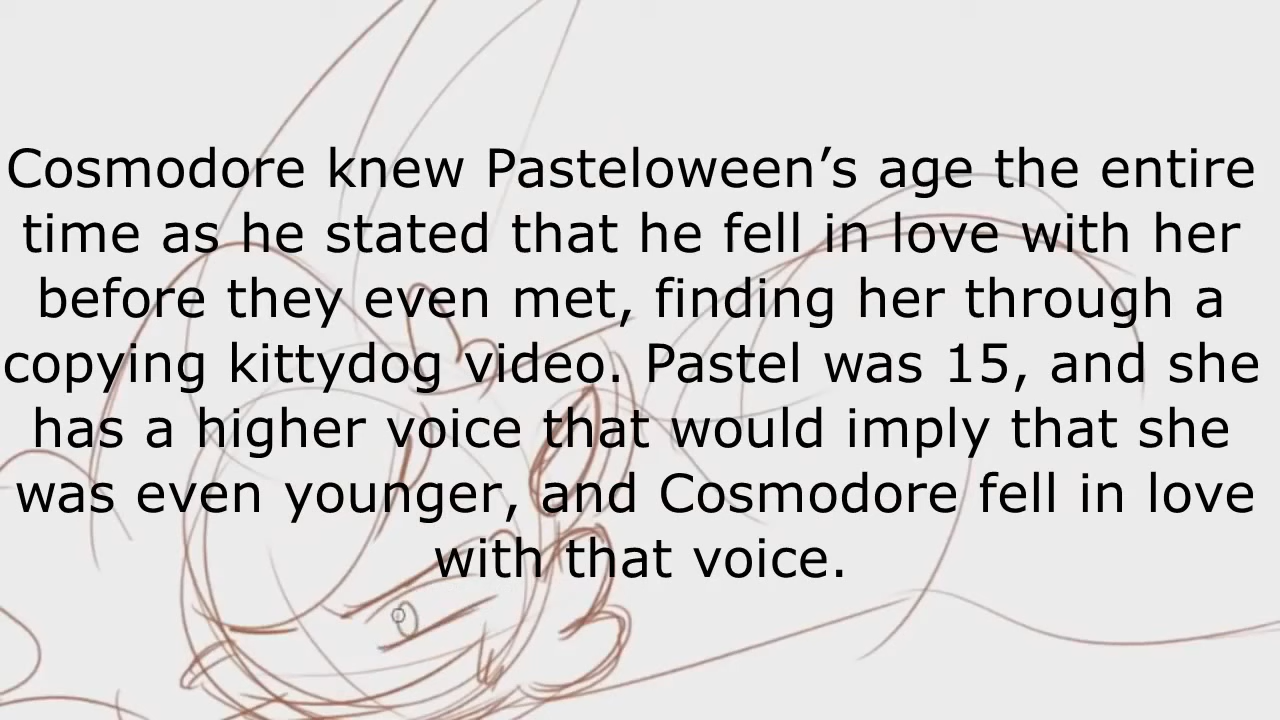 Cosmodore knew Pasteloween’s age the entire
time as he stated that he fell in love with her
before they even met, finding her through a
copying kittydog video. Pastel was 15, and she
has a higher voice that would imply that she
was even younger, and Cosmodore fell in love
with that voice.